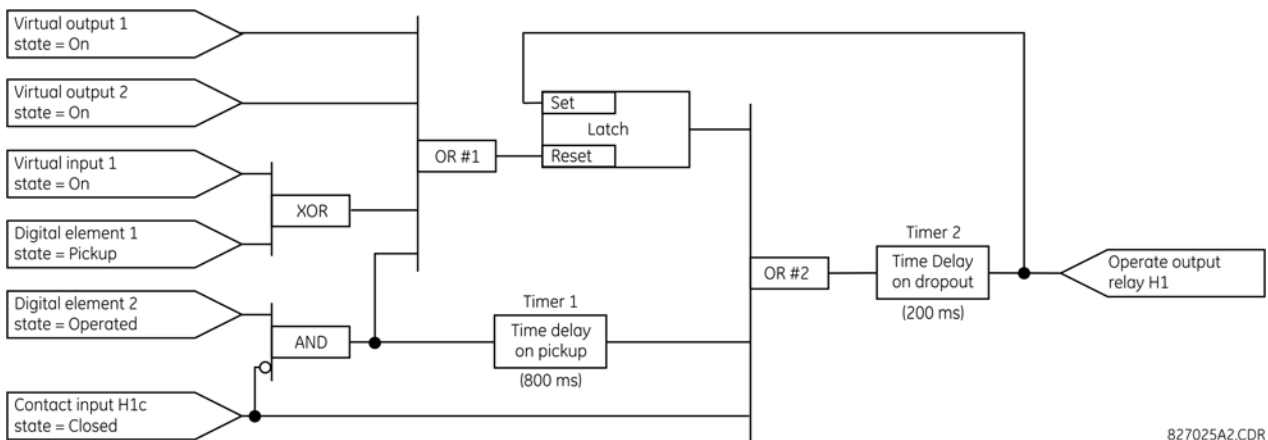 Virtual output 1
state = On
Virtual output 2
state = On
Virtual input 1
state = On
Digital element 1
state = Pickup
Digital element 2
state = Operated
Contact input H1c
state = Closed
XOR
AND
OR #1
Set
Latch
Reset
Timer 1
Time delay
on pickup
(800 ms)
OR #2
Timer 2
Time Delay
on dropout
(200 ms)
Operate output
relay H1
827025A2.CDR